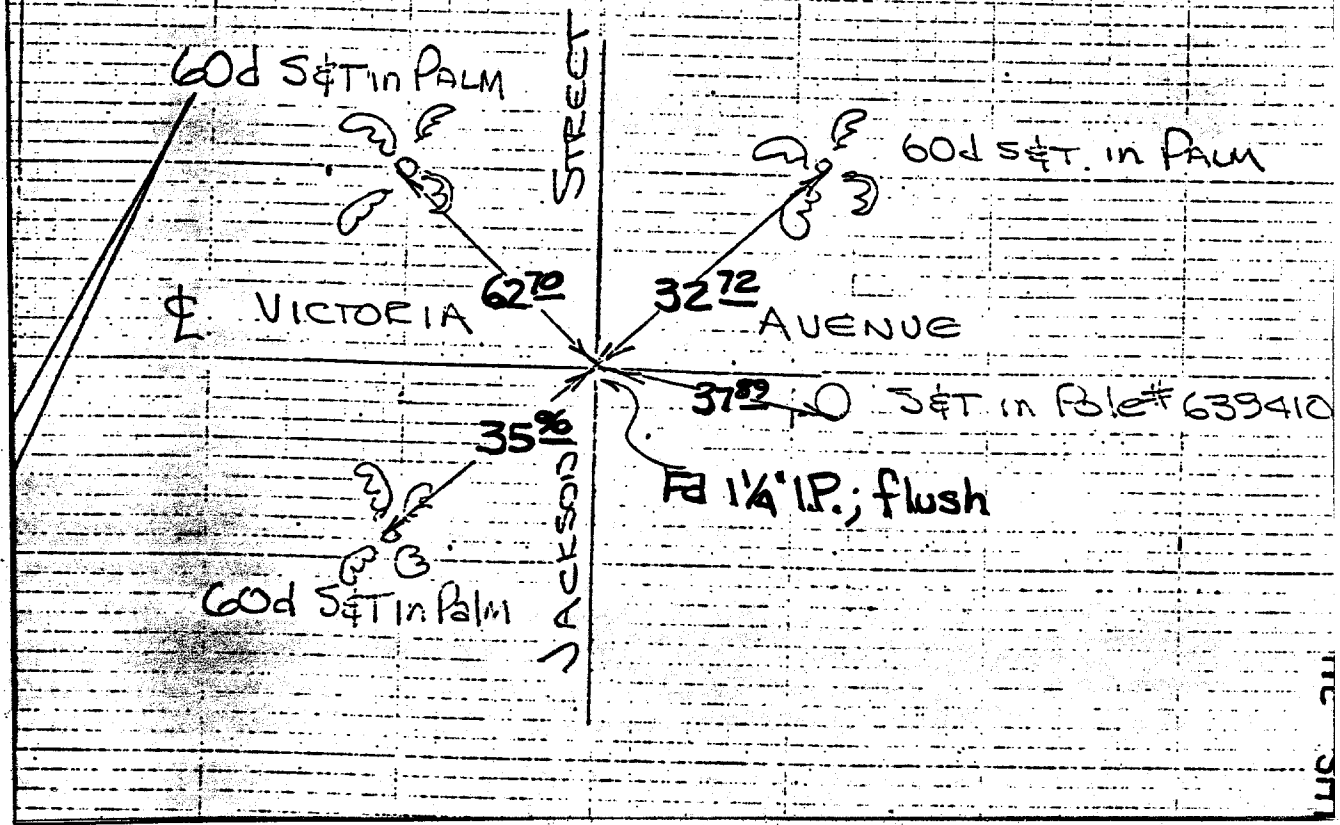 60d S&T in PALM
STREET
60d S&T. in PALM
62 70
32 72
℄ VICTORIA AVENUE
37 89
S&T in Pole # 639410
35 96
JACKSON
Fd 1¼" I.P.; flush
60d S&T in Palm